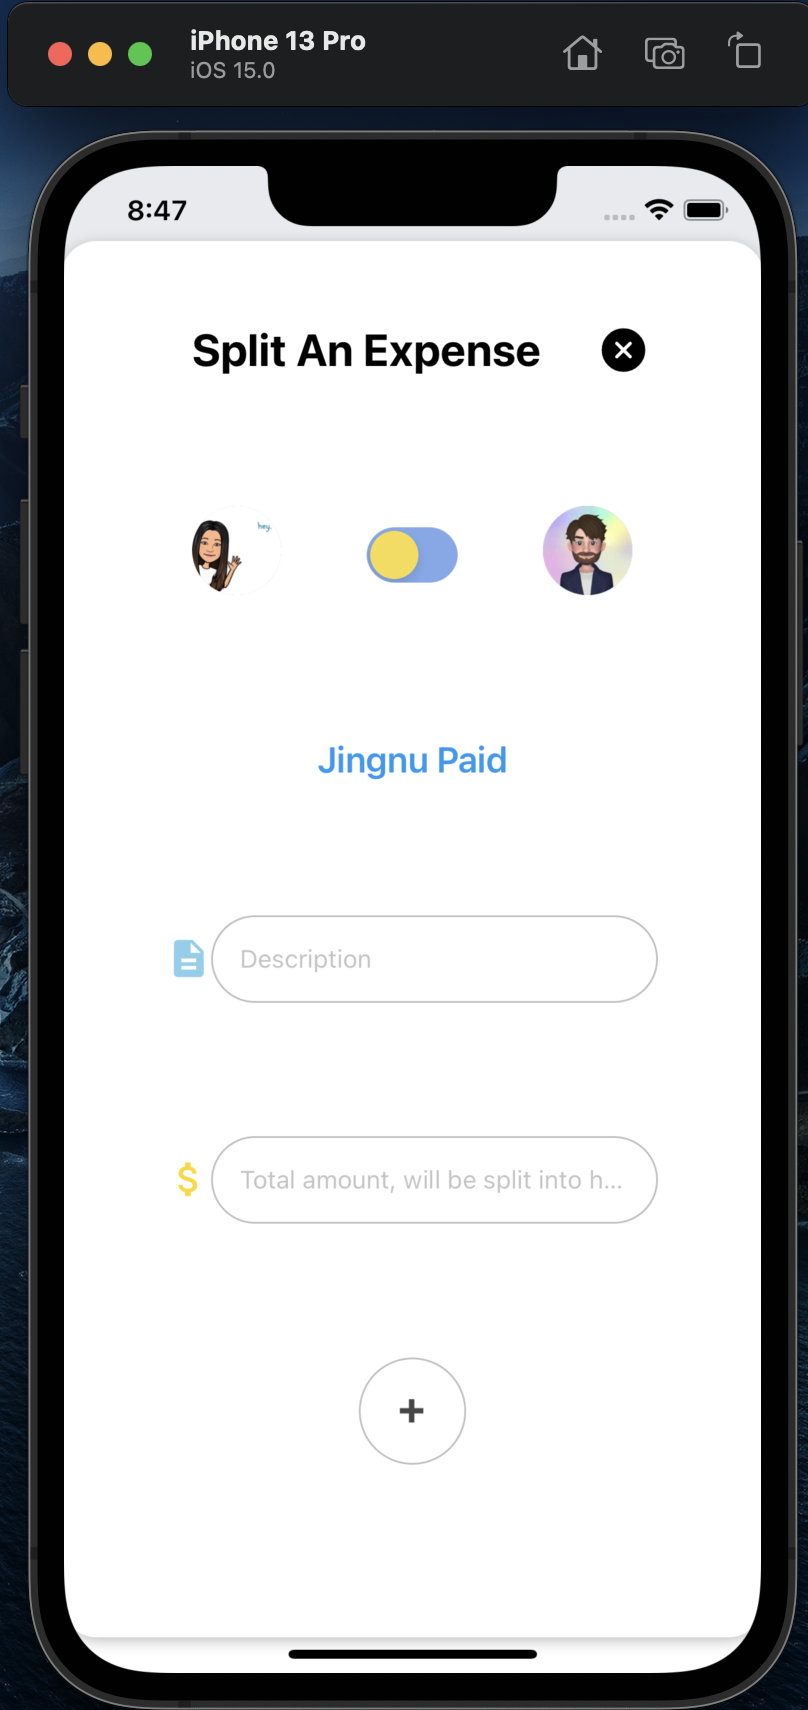 iPhone 13 Pro
iOS 15.0
8:47
Split An Expense
hey.
Jingnu Paid
Description
$
Total amount, will be split into h...
+